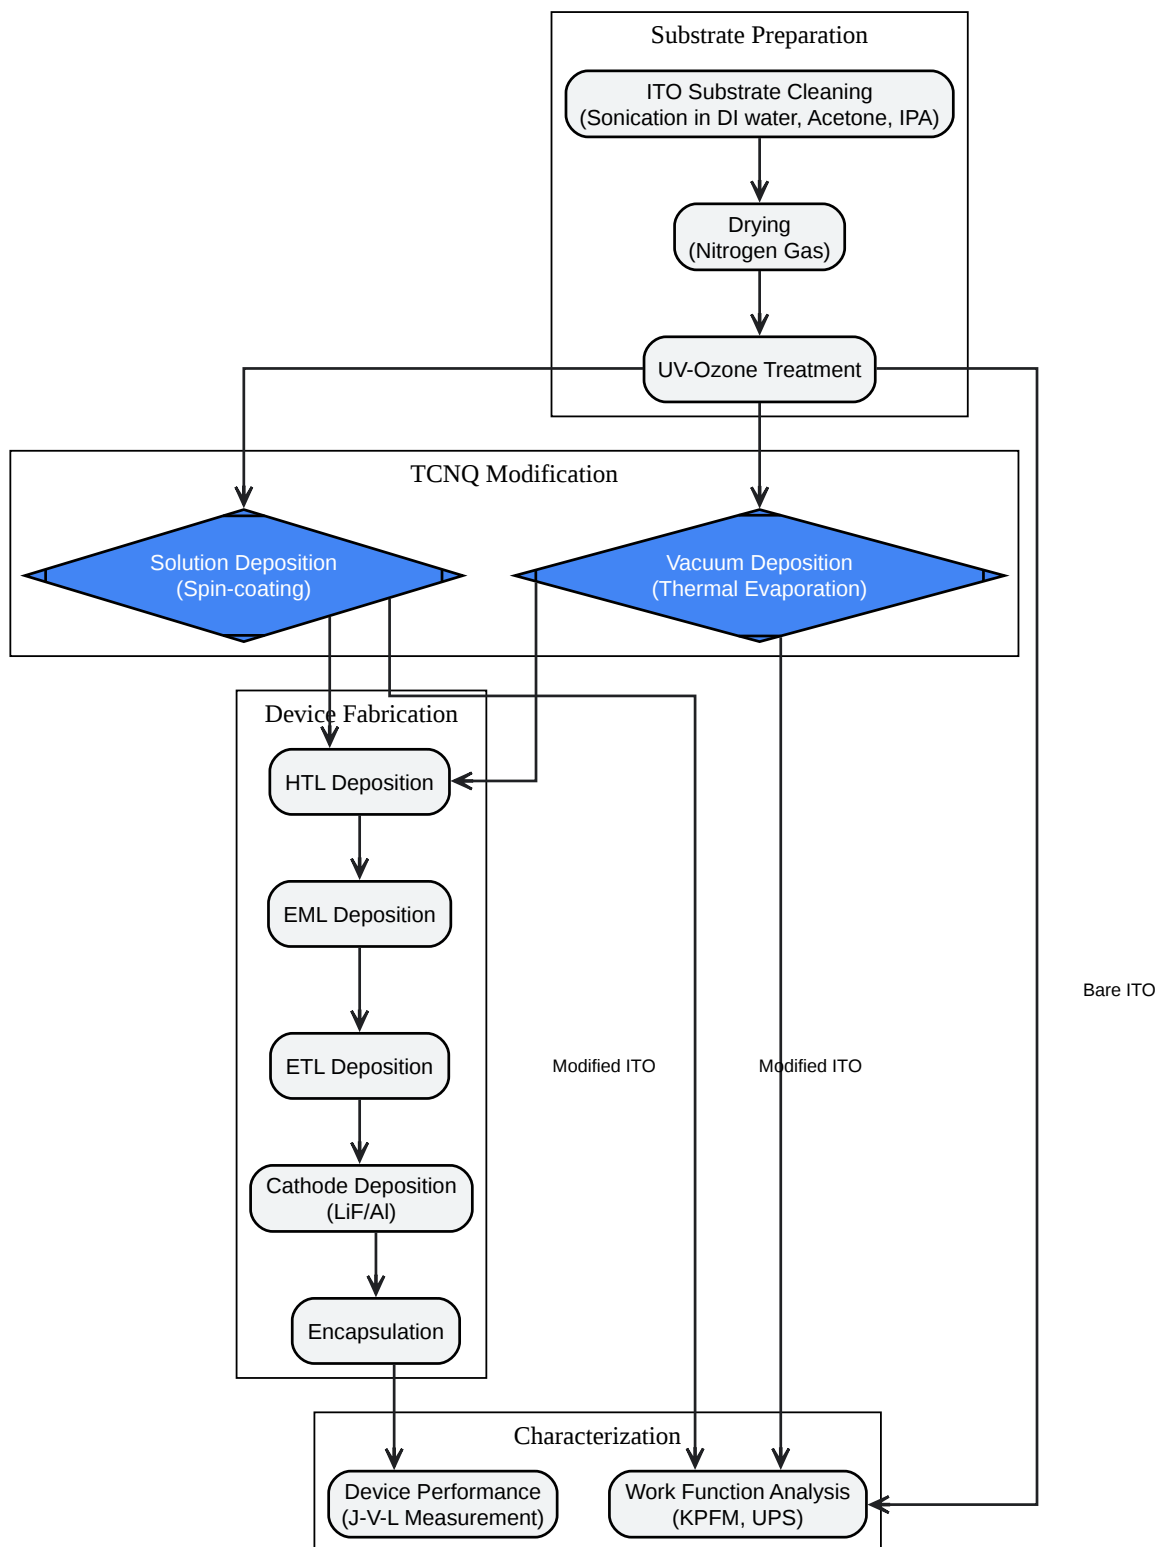 Substrate Preparation
ITO Substrate Cleaning
(Sonication in DI water, Acetone, IPA)
Drying
(Nitrogen Gas)
UV-Ozone Treatment
TCNQ Modification
Solution Deposition
(Spin-coating)
Vacuum Deposition
(Thermal Evaporation)
Device Fabrication
HTL Deposition
EML Deposition
Bare ITO
ETL Deposition
Modified ITO
Modified ITO
Cathode Deposition
(LiF/Al)
Encapsulation
Characterization
Device Performance
(J-V-L Measurement)
Work Function Analysis
(KPFM, UPS)